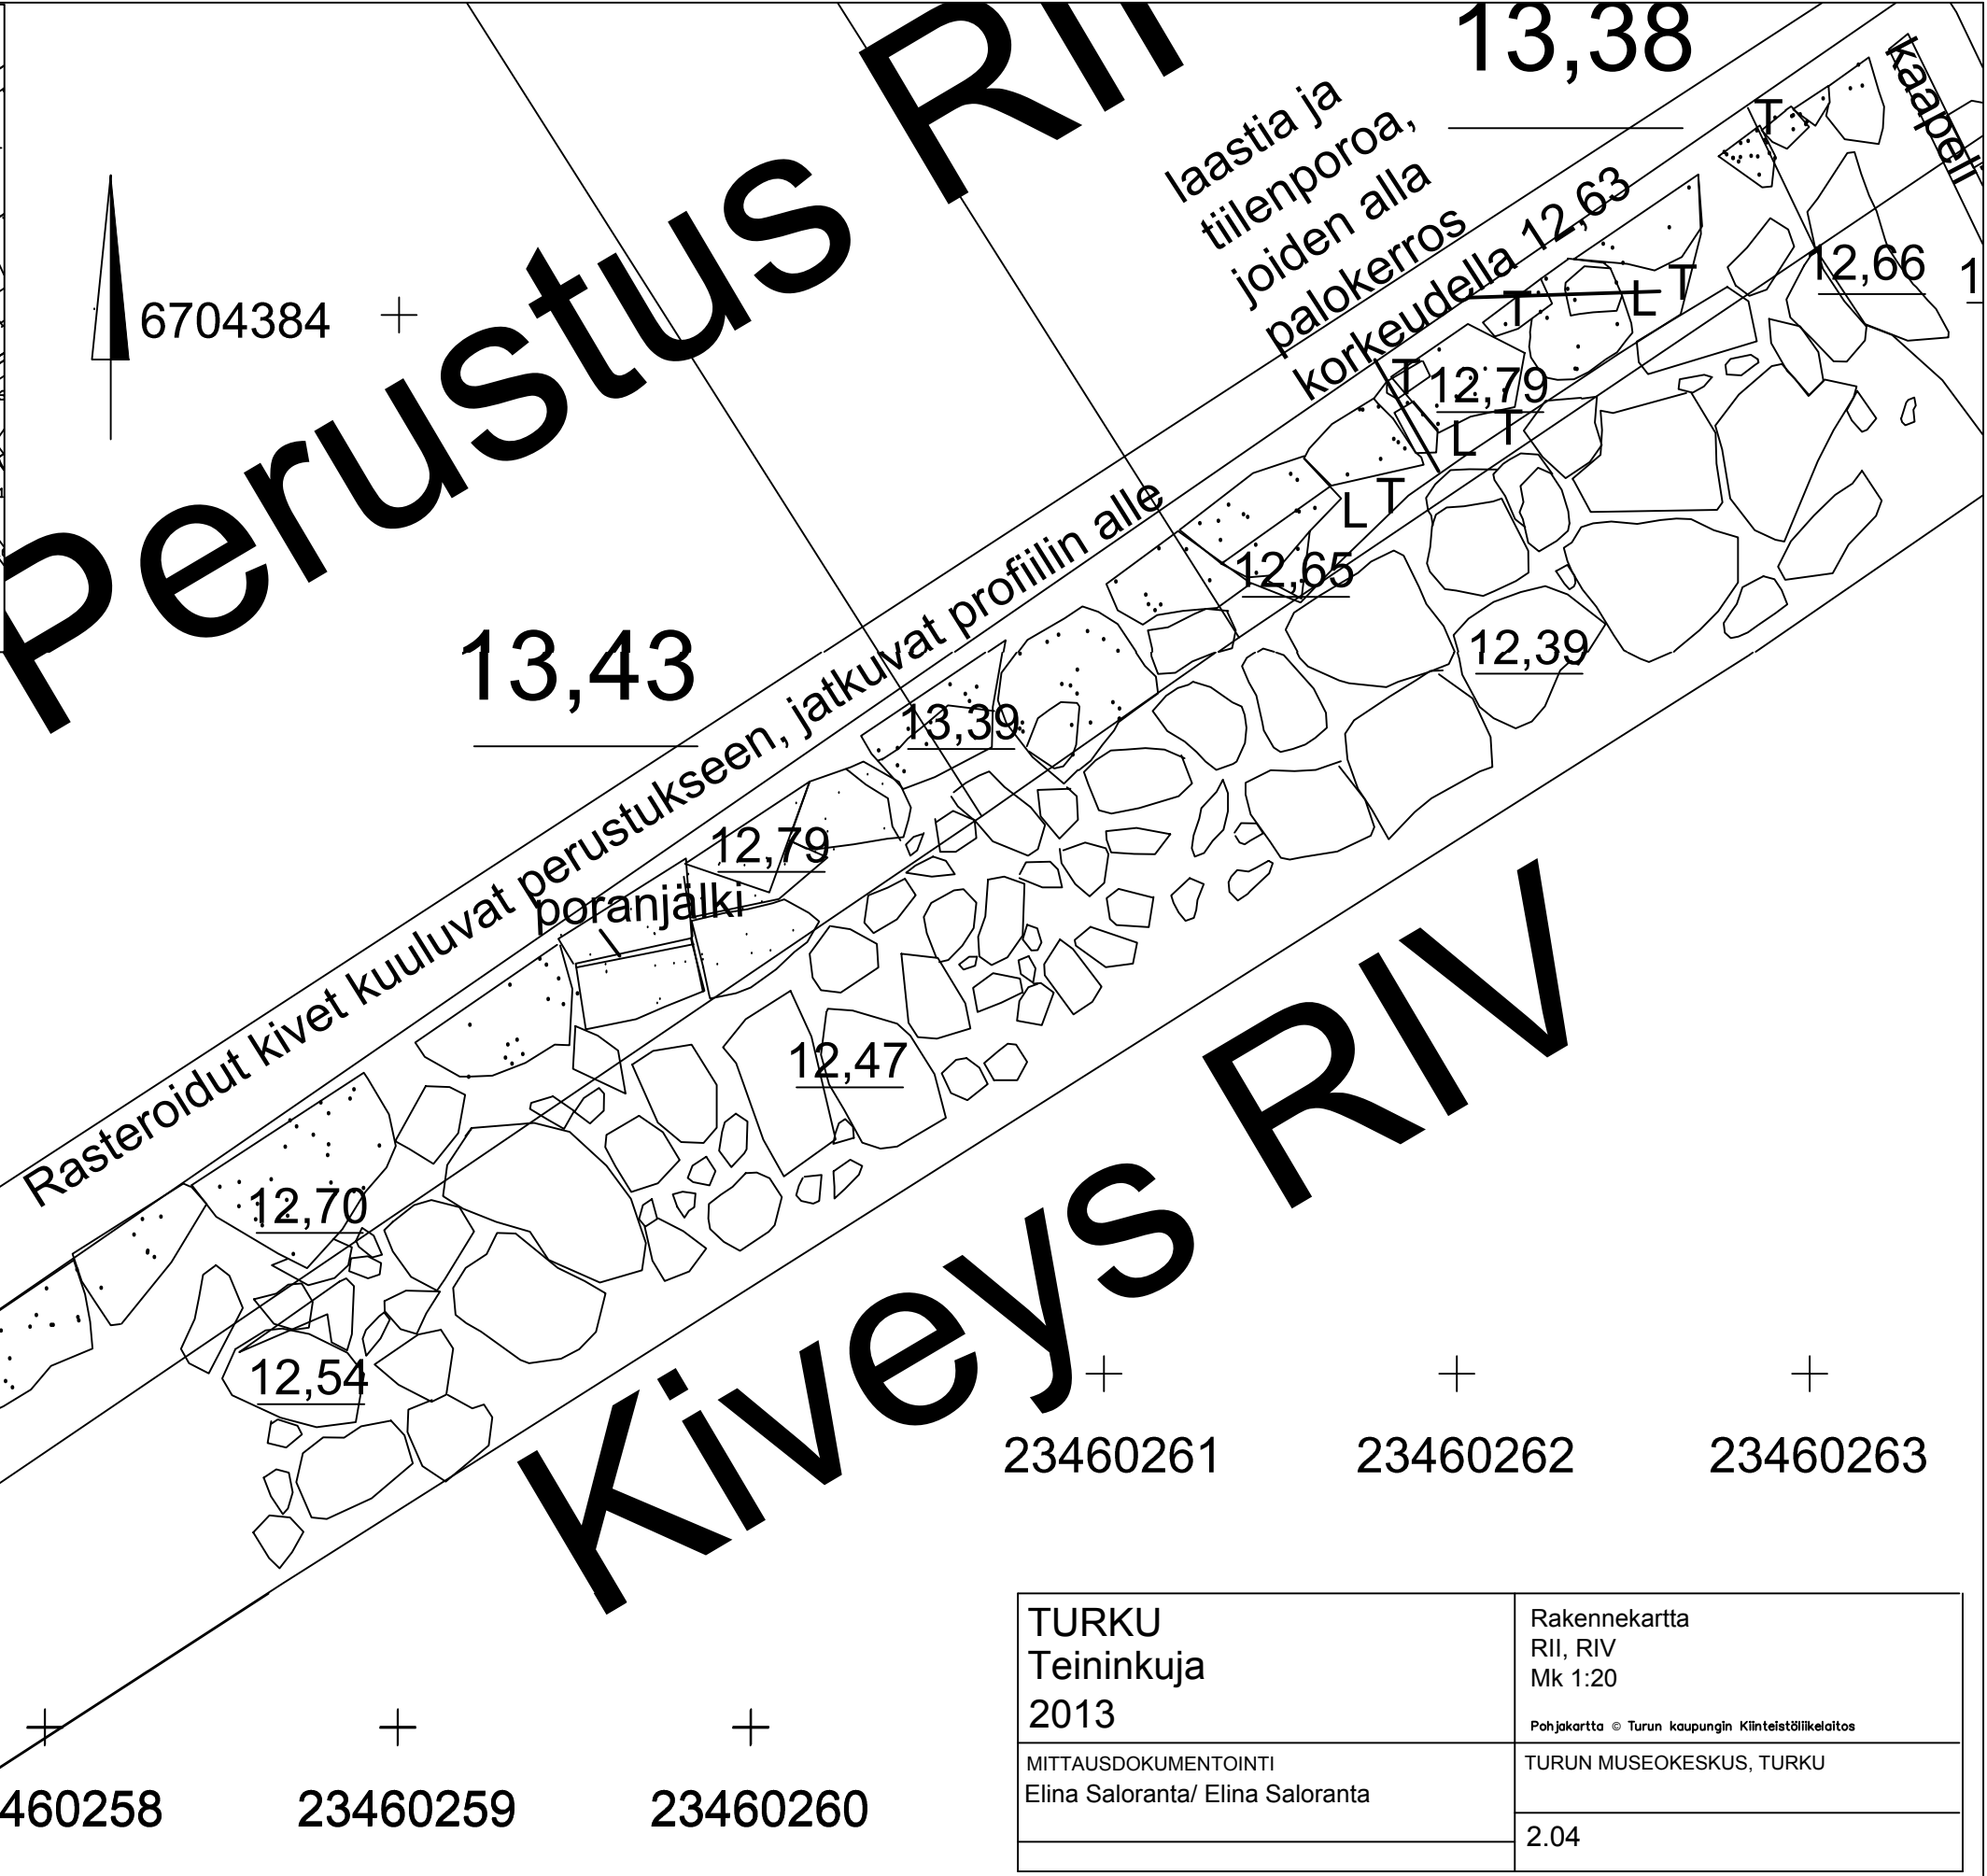 13,38
Perustus
laastia ja
tiilenporoa,
joiden alla
palokerros
korkeudella 12,63
kaapeli
T
12,66
6704384
T
L
T
T
12,79
L
T
L
T
12,65
12,39
13,43
Rasteroidut kivet kuuluvat perustukseen, jatkuvat profiilin alle
13,39
12,79
poranjälki
12,47
12,70
12,54
Kiveys RIV
23460261
23460262
23460263
460258
23460259
23460260
TURKU
Teininkuja
2013
Rakennekartta
RII, RIV
Mk 1:20
Pohjakartta © Turun kaupungin Kiinteistöliikelaitos
MITTAUSDOKUMENTOINTI
Elina Saloranta/ Elina Saloranta
TURUN MUSEOKESKUS, TURKU
2.04